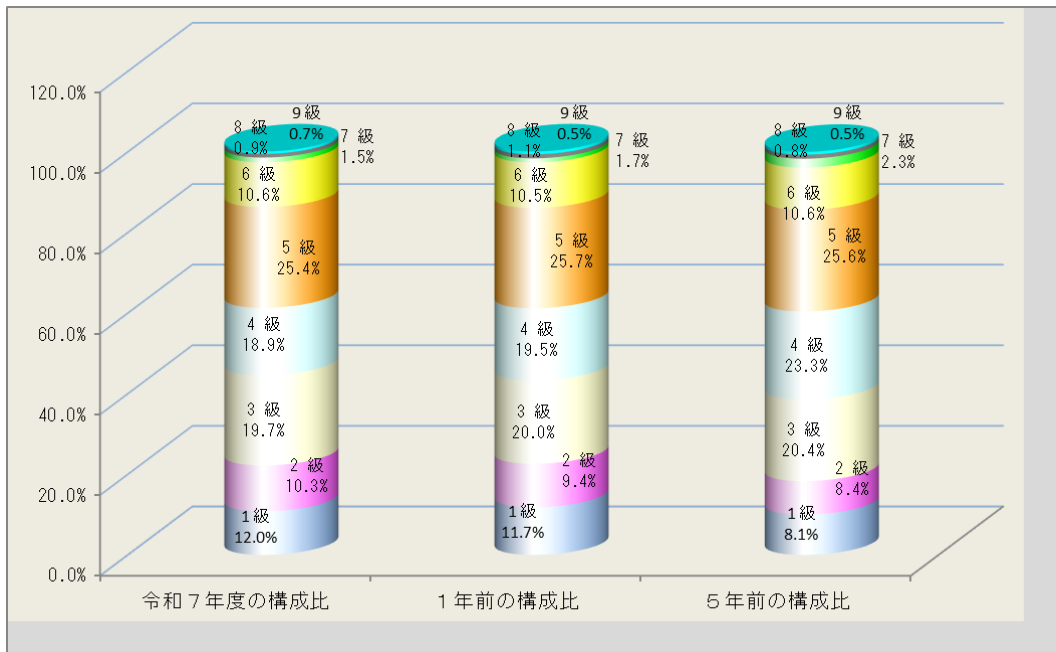 120.0%
100.0%
80.0%
60.0%
40.0%
20.0%
0.0%
9級
0.7%
8 級
0.9%
7 級
1.5%
6 級
10.6%
5 級
25.4%
4 級
18.9%
3 級
19.7%
2 級
10.3%
1級
12.0%
9級
0.5%
8 級
1.1%
7 級
1.7%
6 級
10.5%
5 級
25.7%
4 級
19.5%
3 級
20.0%
2 級
9.4%
1級
11.7%
9級
0.5%
8 級
0.8%
7 級
2.3%
6 級
10.6%
5 級
25.6%
4 級
23.3%
3 級
20.4%
2 級
8.4%
1級
8.1%
令和７年度の構成比
１年前の構成比
５年前の構成比